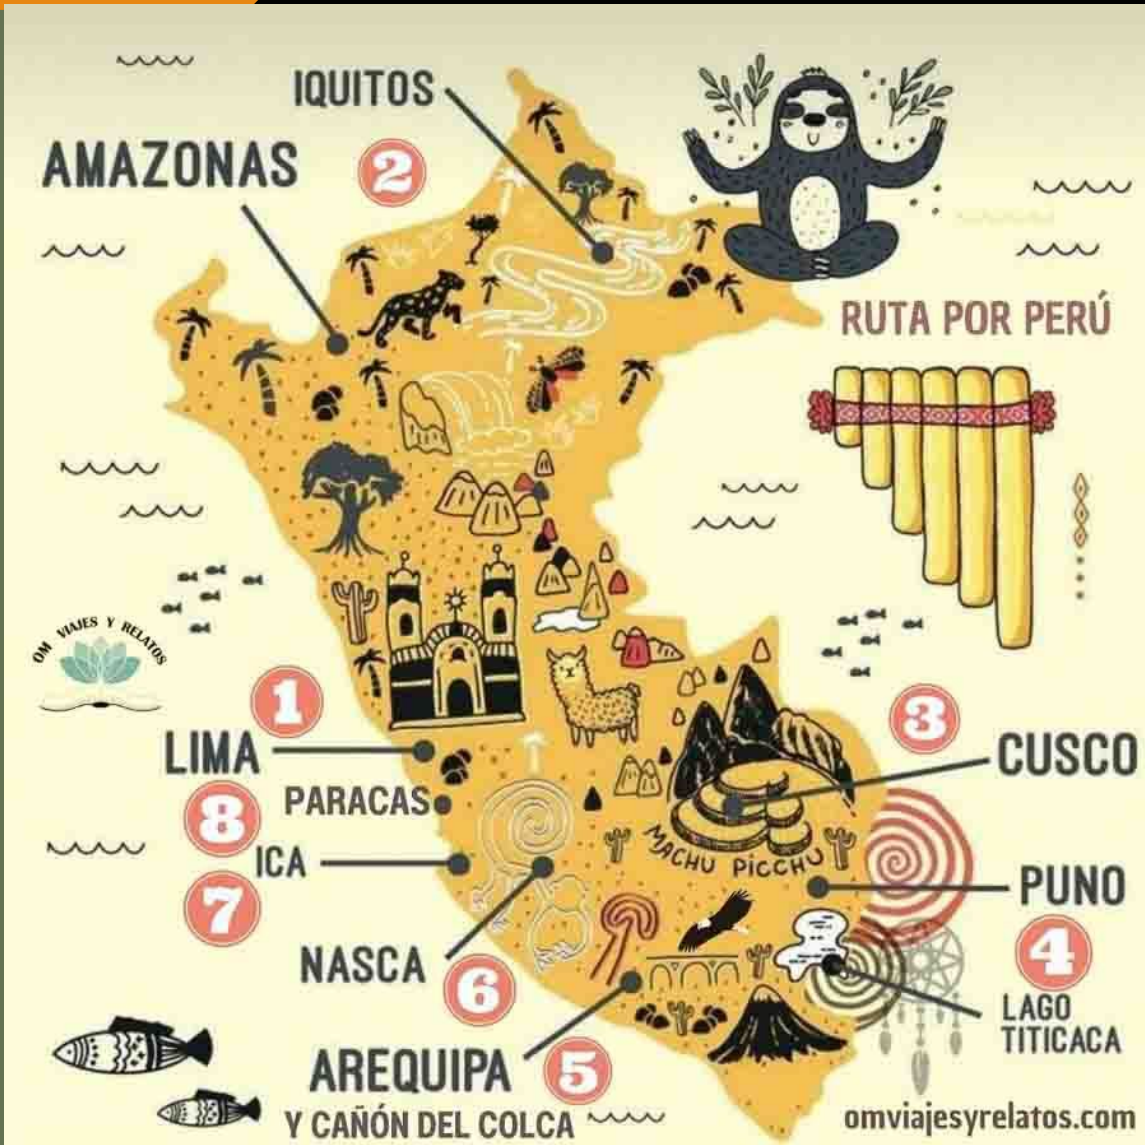 IQUITOS
AMAZONAS
2
RUTA POR PERÚ
OM VIAJES Y RELATOS
1
LIMA
3
CUSCO
PARACAS
8
MACHU PICCHU
ICA
7
PUNO
4
NASCA
6
LAGO
TITICACA
AREQUIPA
5
Y CAÑÓN DEL COLCA
omviajesyrelatos.com